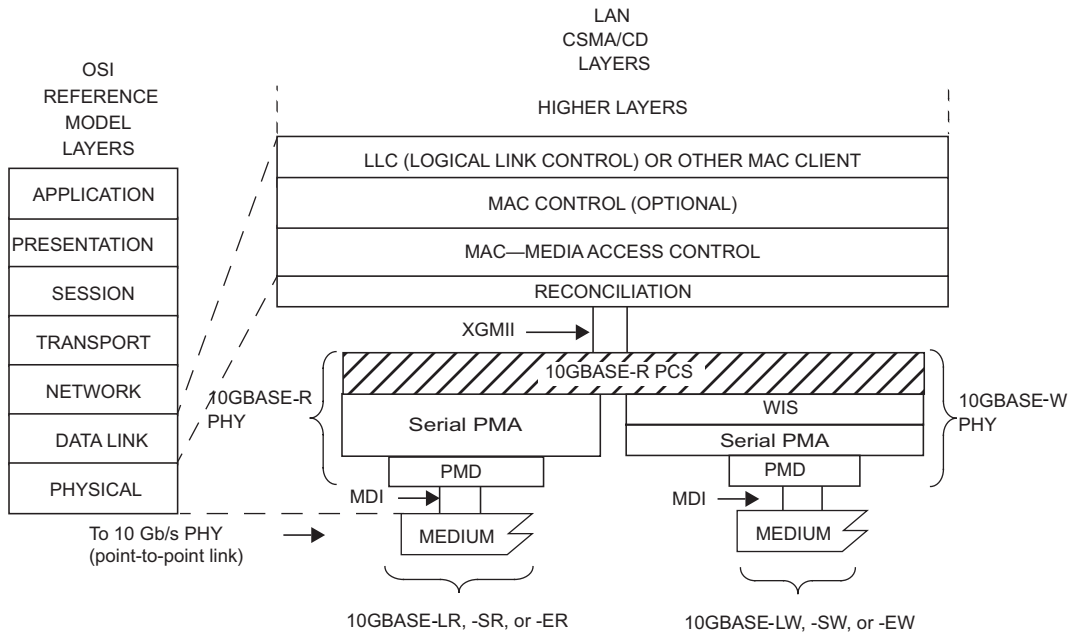 LAN
CSMA/CD
LAYERS
OSI
REFERENCE
MODEL
LAYERS
HIGHER LAYERS
LLC (LOGICAL LINK CONTROL) OR OTHER MAC CLIENT
MAC CONTROL (OPTIONAL)
MAC—MEDIA ACCESS CONTROL
RECONCILIATION
APPLICATION
PRESENTATION
SESSION
TRANSPORT
NETWORK
DATA LINK
PHYSICAL
XGMII
10GBASE-R PCS
10GBASE-R
PHY
Serial PMA
PMD
MDI
MEDIUM
WIS
Serial PMA
PMD
MDI
MEDIUM
10GBASE-W
PHY
To 10 Gb/s PHY
(point-to-point link)
10GBASE-LR, -SR, or -ER
10GBASE-LW, -SW, or -EW